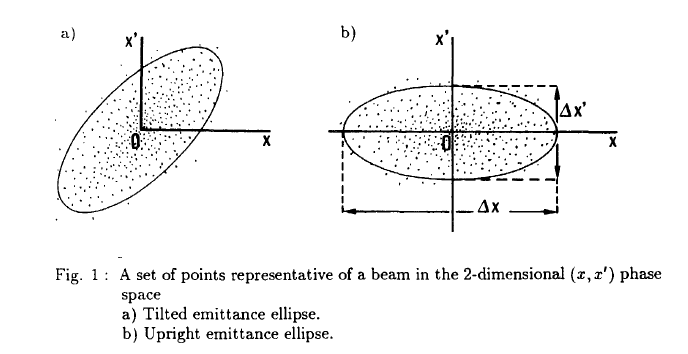 a)
x'
0
x
b)
x'
Δx'
0
x
Δx
Fig. 1 : A set of points representative of a beam in the 2-dimensional (x, x′) phase
space
a) Tilted emittance ellipse.
b) Upright emittance ellipse.